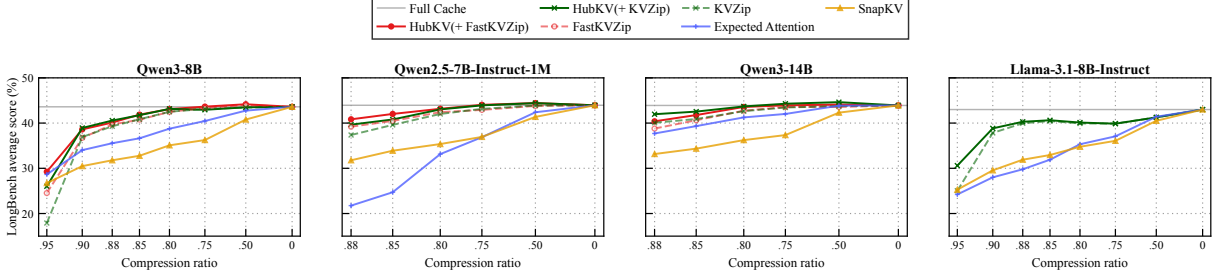 Full Cache
HubKV(+ KVZip)
KVZip
SnapKV
HubKV(+ FastKVZip)
FastKVZip
Expected Attention
Qwen3-8B
Qwen2.5-7B-Instruct-1M
Qwen3-14B
Llama-3.1-8B-Instruct
LongBench average score (%)
50
40
30
20
.95 .90 .88 .85 .80 .75 .50 0
.88 .85 .80 .75 .50 0
.88 .85 .80 .75 .50 0
.95 .90 .88 .85 .80 .75 .50 0
Compression ratio
Compression ratio
Compression ratio
Compression ratio